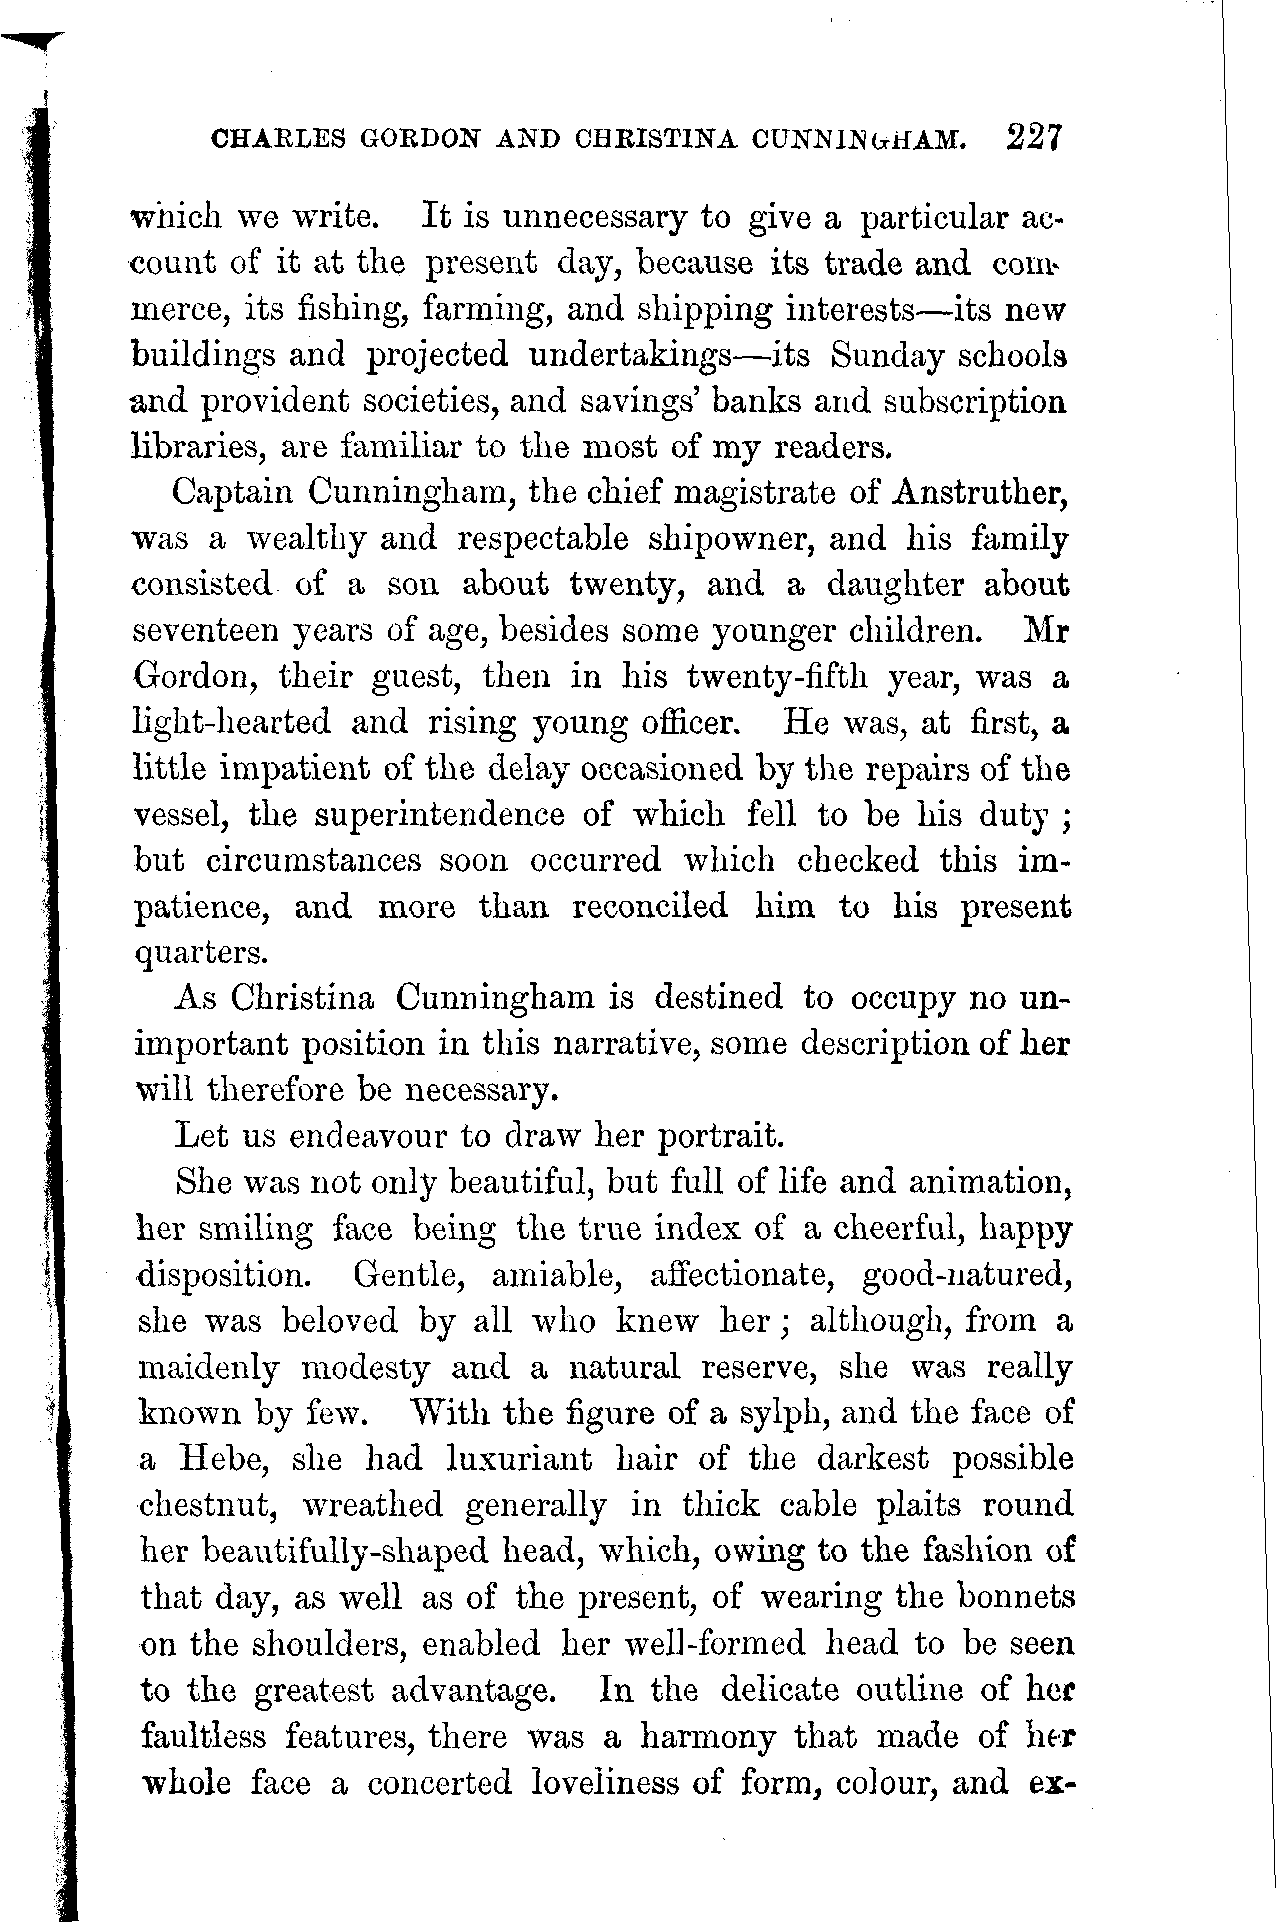 CHARLES GORDON AND CHRISTINA CUNNINGHAM. 227
which we write. It is unnecessary to give a particular ac-
count of it at the present day, because its trade and com-
merce, its fishing, farming, and shipping interests—its new
buildings and projected undertakings—its Sunday schools
and provident societies, and savings’ banks and subscription
libraries, are familiar to the most of my readers.
Captain Cunningham, the chief magistrate of Anstruther,
was a wealthy and respectable shipowner, and his family
consisted of a son about twenty, and a daughter about
seventeen years of age, besides some younger children. Mr
Gordon, their guest, then in his twenty-fifth year, was a
light-hearted and rising young officer. He was, at first, a
little impatient of the delay occasioned by the repairs of the
vessel, the superintendence of which fell to be his duty ;
but circumstances soon occurred which checked this im-
patience, and more than reconciled him to his present
quarters.
As Christina Cunningham is destined to occupy no un-
important position in this narrative, some description of her
will therefore be necessary.
Let us endeavour to draw her portrait.
She was not only beautiful, but full of life and animation,
her smiling face being the true index of a cheerful, happy
disposition. Gentle, amiable, affectionate, good-natured,
she was beloved by all who knew her ; although, from a
maidenly modesty and a natural reserve, she was really
known by few. With the figure of a sylph, and the face of
a Hebe, she had luxuriant hair of the darkest possible
chestnut, wreathed generally in thick cable plaits round
her beautifully-shaped head, which, owing to the fashion of
that day, as well as of the present, of wearing the bonnets
on the shoulders, enabled her well-formed head to be seen
to the greatest advantage. In the delicate outline of her
faultless features, there was a harmony that made of her
whole face a concerted loveliness of form, colour, and ex-